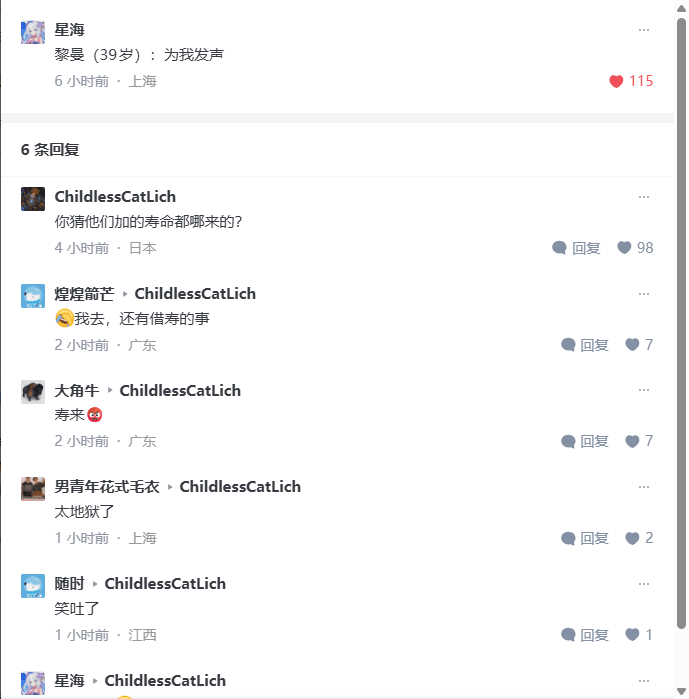 星海
黎曼（39岁）：为我发声
6 小时前 · 上海
115
6 条回复
ChildlessCatLich
你猜他们加的寿命都哪来的?
4 小时前 · 日本
回复 98
煌煌箭芒 ▸ ChildlessCatLich
我去，还有借寿的事
2 小时前 · 广东
回复 7
大角牛 ▸ ChildlessCatLich
寿来
2 小时前 · 广东
回复 7
男青年花式毛衣 ▸ ChildlessCatLich
太地狱了
1 小时前 · 上海
回复 2
随时 ▸ ChildlessCatLich
笑吐了
1 小时前 · 江西
回复 1
星海 ▸ ChildlessCatLich